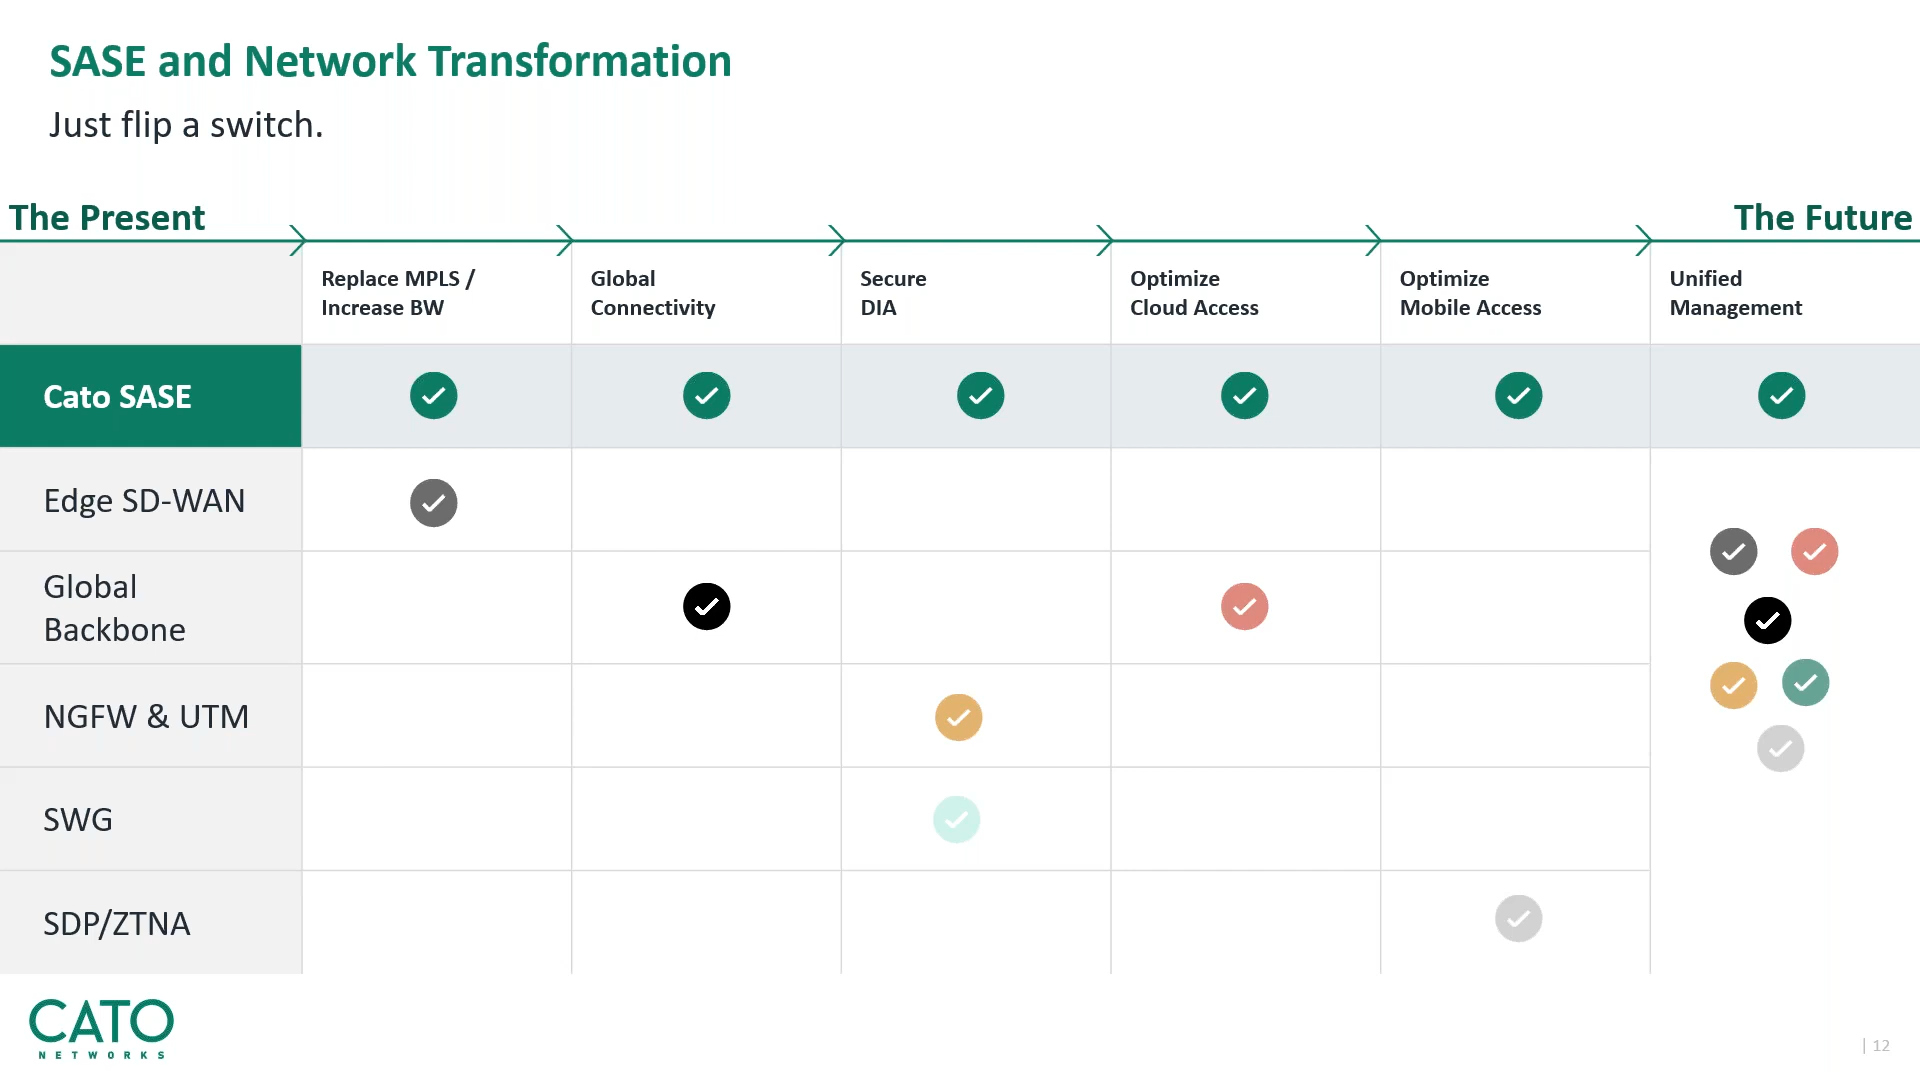 SASE and Network Transformation
Just flip a switch.
The Present
The Future
Replace MPLS /
Increase BW
Global
Connectivity
Secure
DIA
Optimize
Cloud Access
Optimize
Mobile Access
Unified
Management
Cato SASE
Edge SD-WAN
Global
Backbone
NGFW & UTM
SWG
SDP/ZTNA
CATO
NETWORKS
| 12